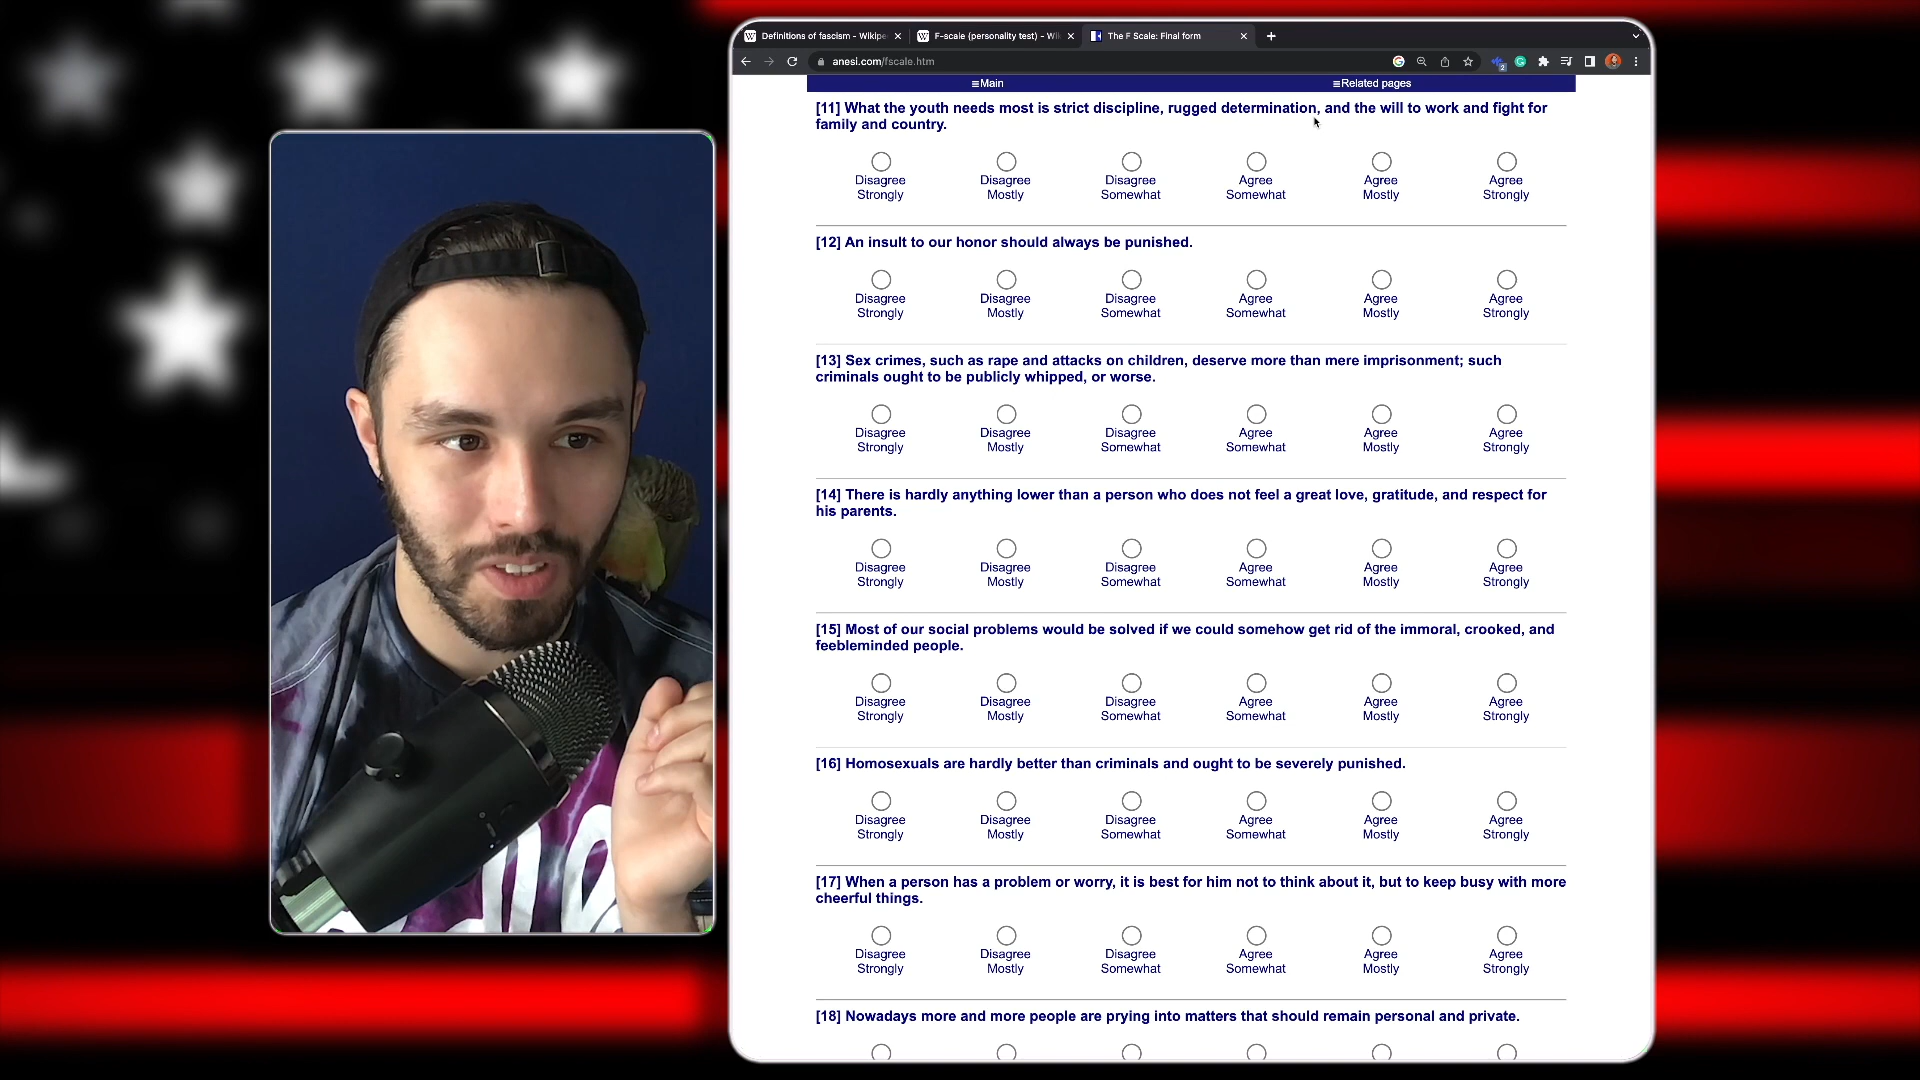 Definitions of fascism - Wikipe
F-scale (personality test) - Wi
The F Scale: Final form
anesi.com/fscale.htm
2
≡Main
≡Related pages
[11] What the youth needs most is strict discipline, rugged determination, and the will to work and fight for
family and country.
Disagree Strongly Disagree Mostly Disagree Somewhat Agree Somewhat Agree Mostly Agree Strongly
[12] An insult to our honor should always be punished.
Disagree Strongly Disagree Mostly Disagree Somewhat Agree Somewhat Agree Mostly Agree Strongly
[13] Sex crimes, such as rape and attacks on children, deserve more than mere imprisonment; such
criminals ought to be publicly whipped, or worse.
Disagree Strongly Disagree Mostly Disagree Somewhat Agree Somewhat Agree Mostly Agree Strongly
[14] There is hardly anything lower than a person who does not feel a great love, gratitude, and respect for
his parents.
Disagree Strongly Disagree Mostly Disagree Somewhat Agree Somewhat Agree Mostly Agree Strongly
[15] Most of our social problems would be solved if we could somehow get rid of the immoral, crooked, and
feebleminded people.
Disagree Strongly Disagree Mostly Disagree Somewhat Agree Somewhat Agree Mostly Agree Strongly
[16] Homosexuals are hardly better than criminals and ought to be severely punished.
Disagree Strongly Disagree Mostly Disagree Somewhat Agree Somewhat Agree Mostly Agree Strongly
[17] When a person has a problem or worry, it is best for him not to think about it, but to keep busy with more
cheerful things.
Disagree Strongly Disagree Mostly Disagree Somewhat Agree Somewhat Agree Mostly Agree Strongly
[18] Nowadays more and more people are prying into matters that should remain personal and private.